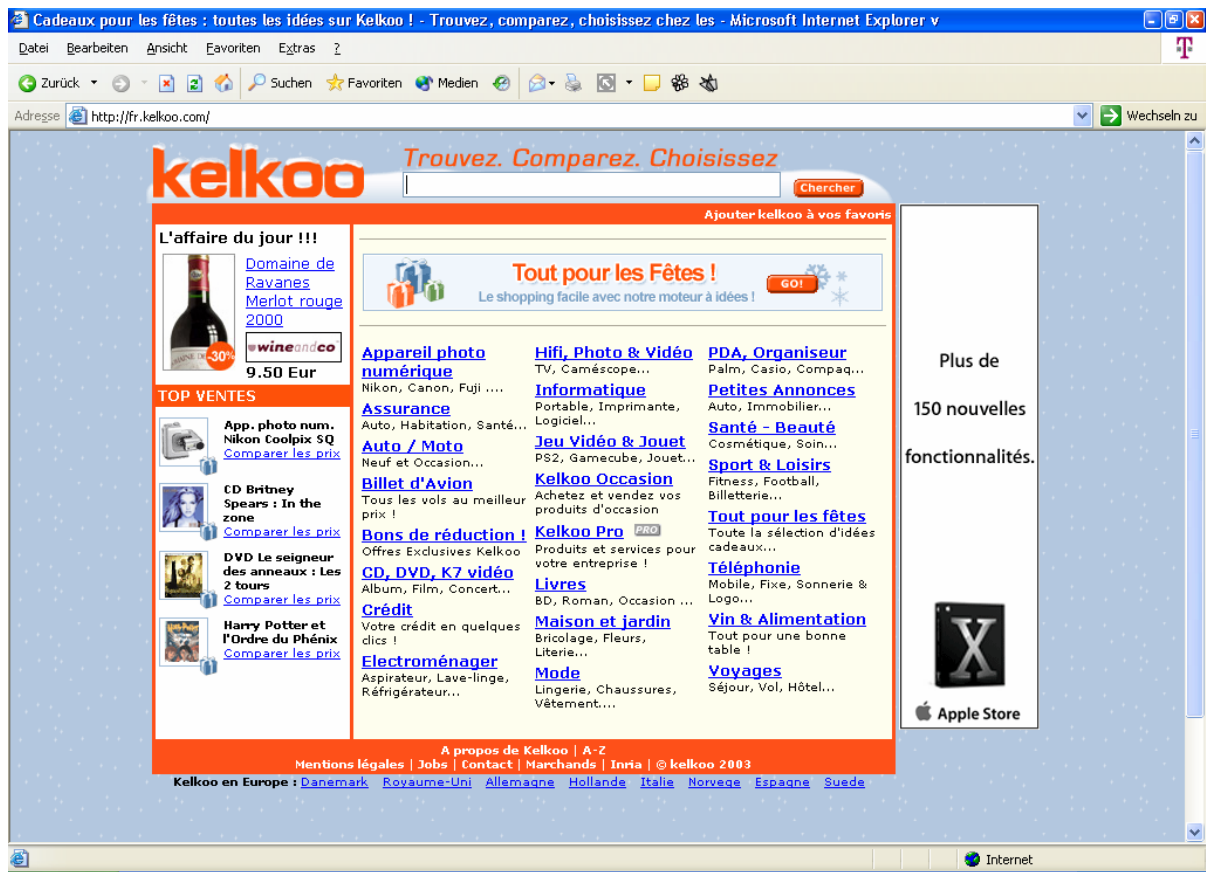 Cadeaux pour les fêtes : toutes les idées sur Kelkoo ! - Trouvez, comparez, choisissez chez les - Microsoft Internet Explorer v
Datei Bearbeiten Ansicht Favoriten Extras ?
Zurück Suchen Favoriten Medien
Adresse http://fr.kelkoo.com/ Wechseln zu
kelkoo
Trouvez. Comparez. Choisissez
Chercher
Ajouter kelkoo à vos favoris
L'affaire du jour !!!
Domaine de
Ravanes
Merlot rouge
2000
-30%
wineandco
9.50 Eur
TOP VENTES
App. photo num.
Nikon Coolpix SQ
Comparer les prix
CD Britney
Spears : In the
zone
Comparer les prix
DVD Le seigneur
des anneaux : Les
2 tours
Comparer les prix
Harry Potter et
l'Ordre du Phénix
Comparer les prix
Tout pour les Fêtes !
Le shopping facile avec notre moteur à idées !
GO!
Appareil photo
numérique
Nikon, Canon, Fuji ....
Assurance
Auto, Habitation, Santé...
Auto / Moto
Neuf et Occasion...
Billet d'Avion
Tous les vols au meilleur
prix !
Bons de réduction !
Offres Exclusives Kelkoo
CD, DVD, K7 vidéo
Album, Film, Concert...
Crédit
Votre crédit en quelques
clics !
Electroménager
Aspirateur, Lave-linge,
Réfrigérateur...
Hifi, Photo & Vidéo
TV, Caméscope...
Informatique
Portable, Imprimante,
Logiciel...
Jeu Vidéo & Jouet
PS2, Gamecube, Jouet...
Kelkoo Occasion
Achetez et vendez vos
produits d'occasion
Kelkoo Pro PRO
Produits et services pour
votre entreprise !
Livres
BD, Roman, Occasion ...
Maison et jardin
Bricolage, Fleurs,
Literie...
Mode
Lingerie, Chaussures,
Vêtement....
PDA, Organiseur
Palm, Casio, Compaq...
Petites Annonces
Auto, Immobilier...
Santé - Beauté
Cosmétique, Soin...
Sport & Loisirs
Fitness, Football,
Billetterie...
Tout pour les fêtes
Toute la sélection d'idées
cadeaux...
Téléphonie
Mobile, Fixe, Sonnerie &
Logo...
Vin & Alimentation
Tout pour une bonne
table !
Voyages
Séjour, Vol, Hôtel...
Plus de
150 nouvelles
fonctionnalités.
X
Apple Store
A propos de Kelkoo | A-Z
Mentions légales | Jobs | Contact | Marchands | Inria | © kelkoo 2003
Kelkoo en Europe : Danemark Royaume-Uni Allemagne Hollande Italie Norvege Espagne Suede
Internet